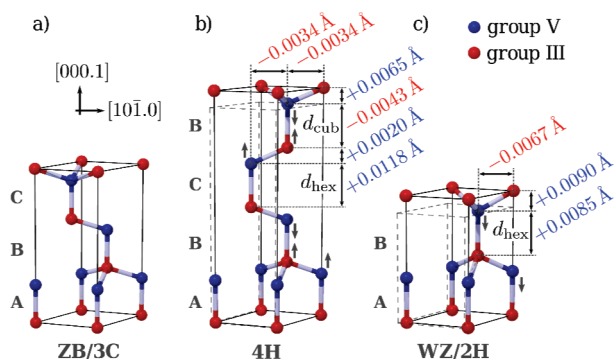 a)
b)
c)
group V
group III
[000.1]
[101̄.0]
−0.0034 Å
−0.0034 Å
+0.0065 Å
−0.0043 Å
+0.0020 Å
+0.0118 Å
d_cub
d_hex
−0.0067 Å
+0.0090 Å
+0.0085 Å
d_hex
C
B
A
B
C
B
A
B
A
ZB/3C
4H
WZ/2H